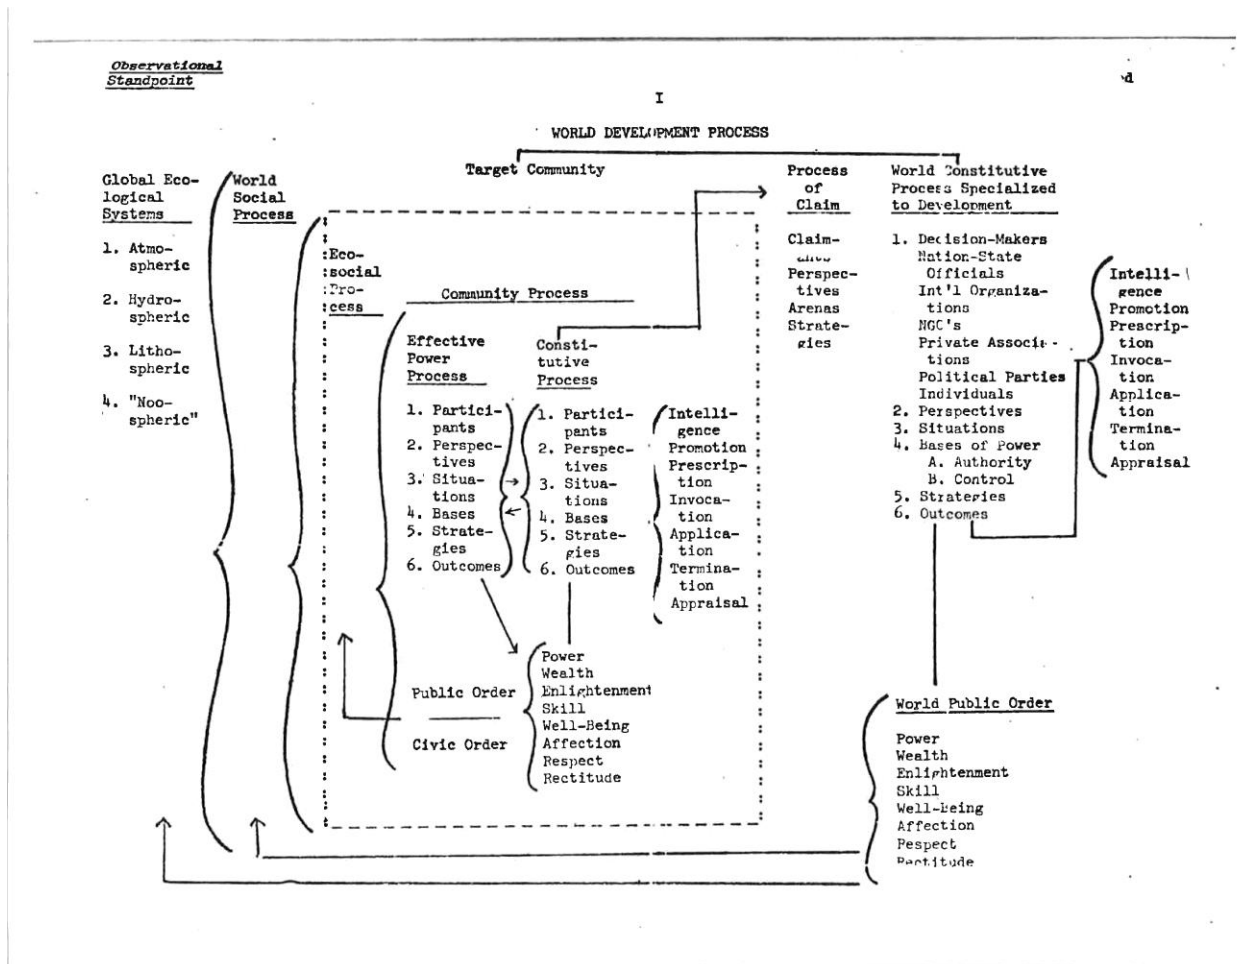 Observational
Standpoint
d
I
WORLD DEVELOPMENT PROCESS
Target Community
Global Eco-
logical
Systems
1. Atmo-
spheric
2. Hydro-
spheric
3. Litho-
spheric
4. "Noo-
spheric"
World
Social
Process
Eco-
social
Pro-
cess
Community Process
Effective
Power
Process
1. Partici-
pants
2. Perspec-
tives
3. Situa-
tions
4. Bases
5. Strate-
gies
6. Outcomes
Consti-
tutive
Process
1. Partici-
pants
2. Perspec-
tives
3. Situa-
tions
4. Bases
5. Strate-
gies
6. Outcomes
Intelli-
gence
Promotion
Prescrip-
tion
Invoca-
tion
Applica-
tion
Termina-
tion
Appraisal
Public Order
Civic Order
Power
Wealth
Enlightenment
Skill
Well-Being
Affection
Respect
Rectitude
Process
of
Claim
Claim-
Perspec-
tives
Arenas
Strate-
gies
World Constitutive
Process Specialized
to Development
1. Decision-Makers
Nation-State
Officials
Int'l Organiza-
tions
NGC's
Private Associa-
tions
Political Parties
Individuals
2. Perspectives
3. Situations
4. Bases of Power
A. Authority
B. Control
5. Strategies
6. Outcomes
Intelli-
gence
Promotion
Prescrip-
tion
Invoca-
tion
Applica-
tion
Termina-
tion
Appraisal
World Public Order
Power
Wealth
Enlightenment
Skill
Well-Being
Affection
Pespect
Rectitude